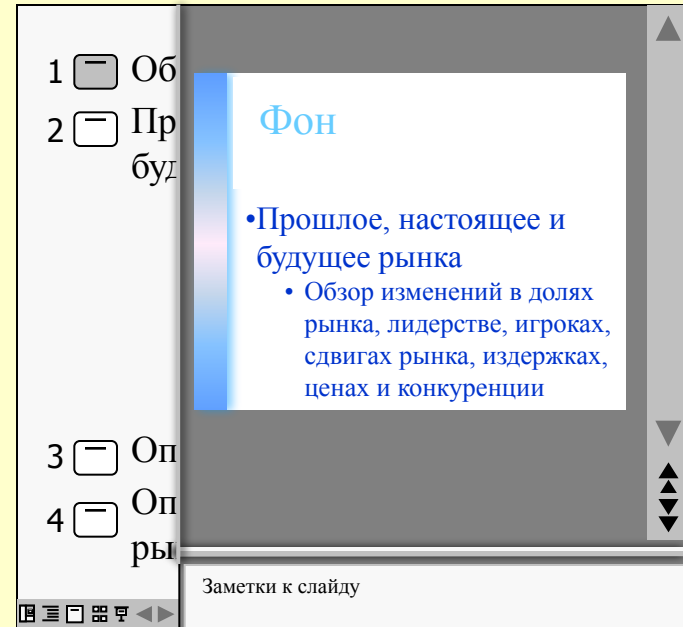 1 Об
2 Пр
буд
3 Оп
4 Оп
ры
Фон
•Прошлое, настоящее и
будущее рынка
• Обзор изменений в долях
рынка, лидерстве, игроках,
сдвигах рынка, издержках,
ценах и конкуренции
Заметки к слайду